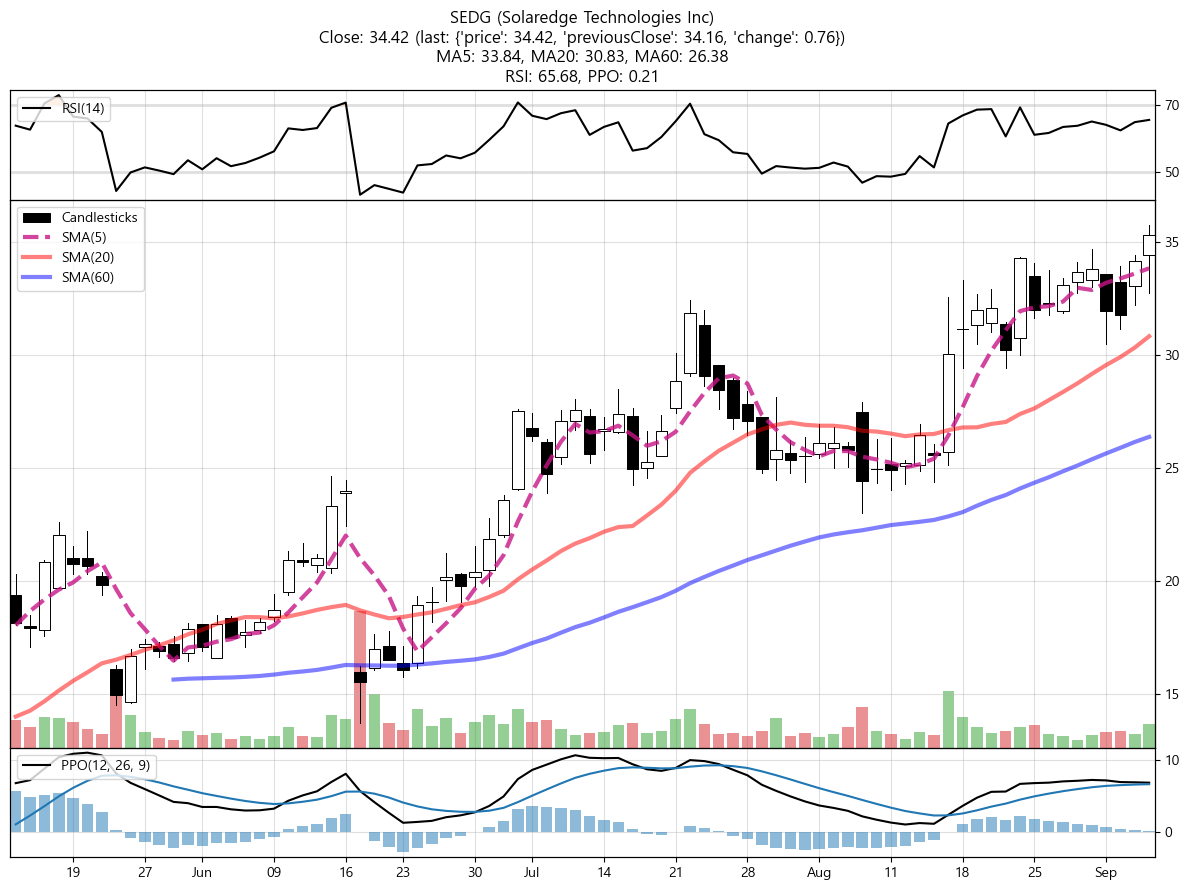 SEDG (Solaredge Technologies Inc)
Close: 34.42 (last: {'price': 34.42, 'previousClose': 34.16, 'change': 0.76})
MA5: 33.84, MA20: 30.83, MA60: 26.38
RSI: 65.68, PPO: 0.21
RSI(14)
70
50
Candlesticks
SMA(5)
SMA(20)
SMA(60)
35
30
25
20
15
PPO(12, 26, 9)
10
0
19 27 Jun 09 16 23 Jul 14 21 28 Aug 11 18 25 Sep